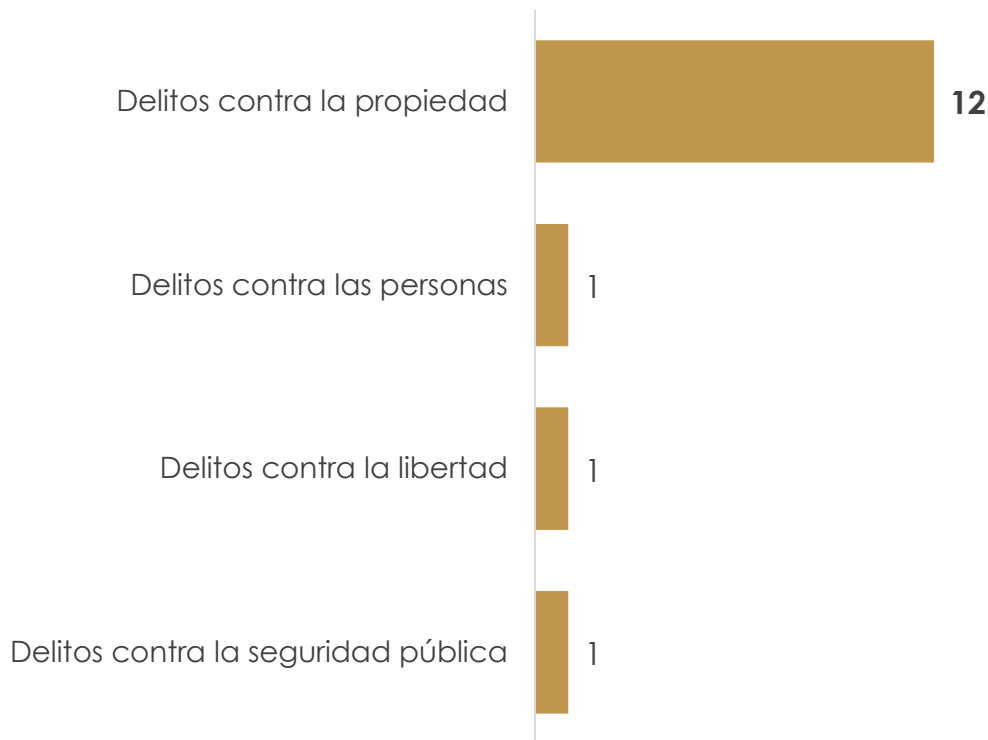 Delitos contra la propiedad 12
Delitos contra las personas 1
Delitos contra la libertad 1
Delitos contra la seguridad pública 1